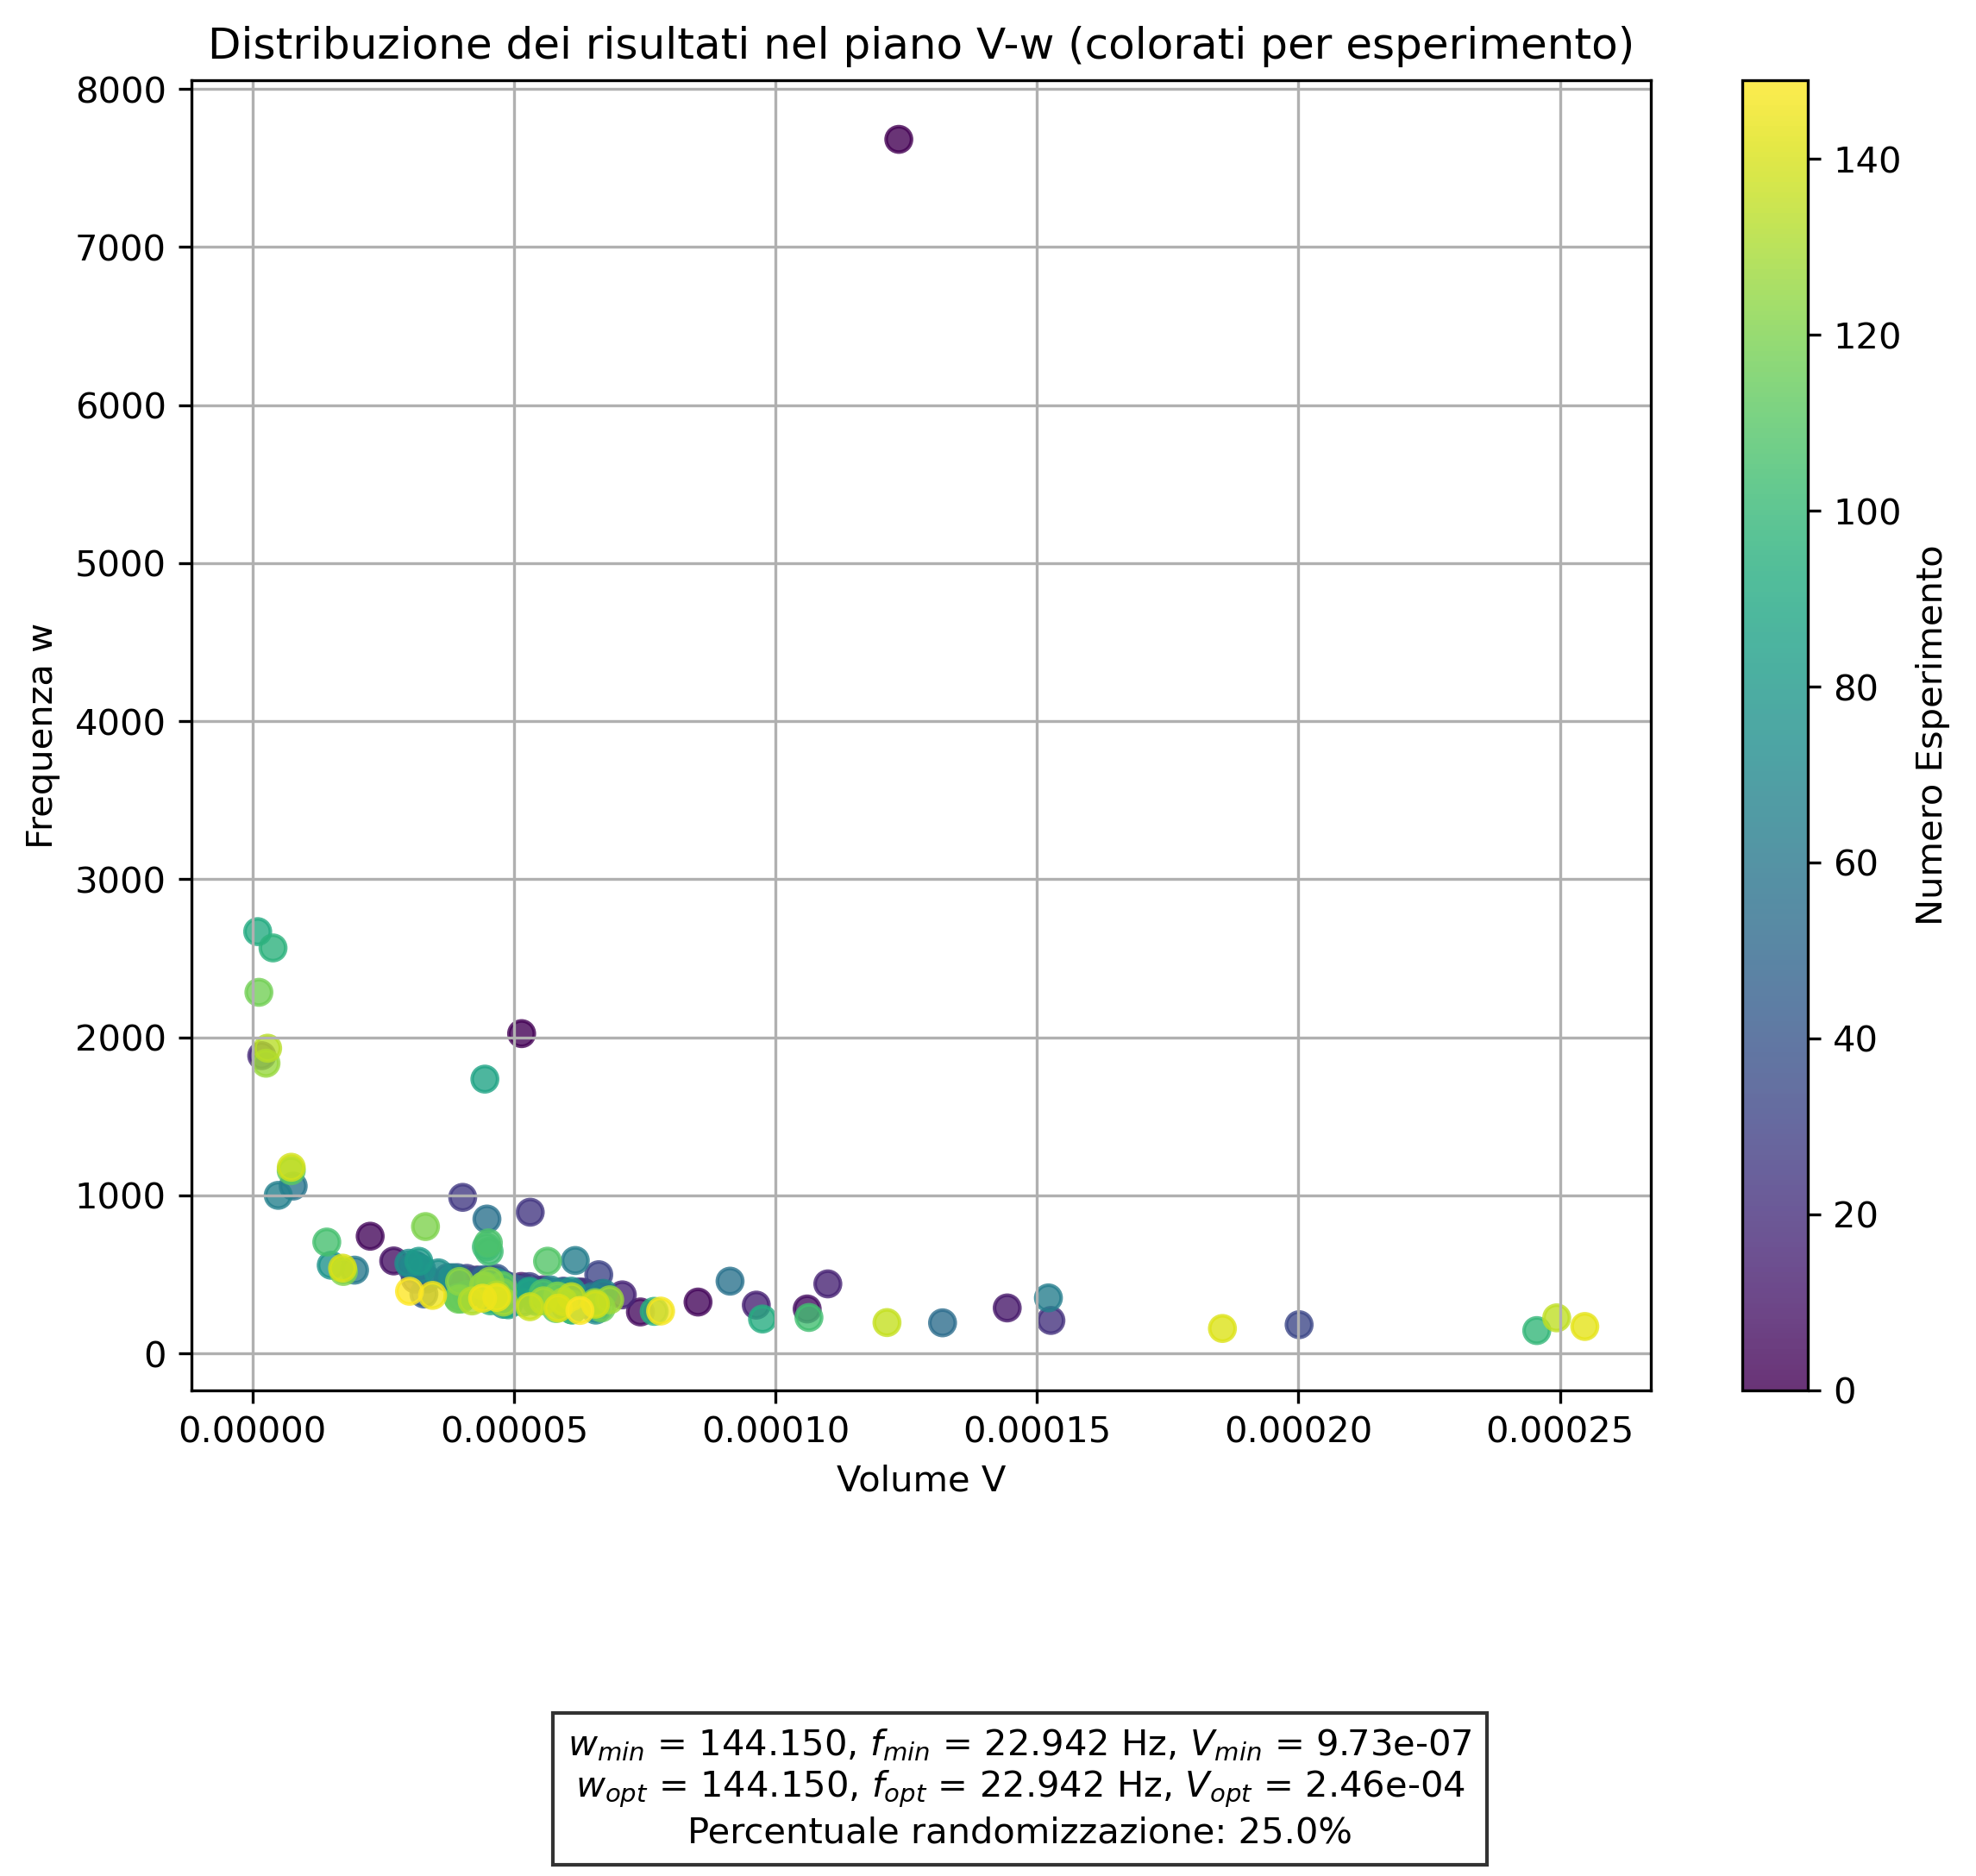 Distribuzione dei risultati nel piano V-w (colorati per esperimento)
8000
7000
6000
5000
4000
3000
2000
1000
0
Frequenza w
0.00000 0.00005 0.00010 0.00015 0.00020 0.00025
Volume V
140
120
100
80
60
40
20
0
Numero Esperimento
w_min = 144.150, f_min = 22.942 Hz, V_min = 9.73e-07
w_opt = 144.150, f_opt = 22.942 Hz, V_opt = 2.46e-04
Percentuale randomizzazione: 25.0%